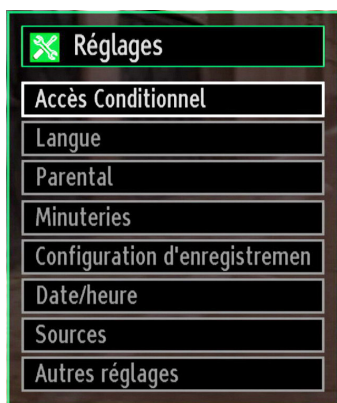 Réglages
Accès Conditionnel
Langue
Parental
Minuteries
Configuration d'enregistremen
Date/heure
Sources
Autres réglages